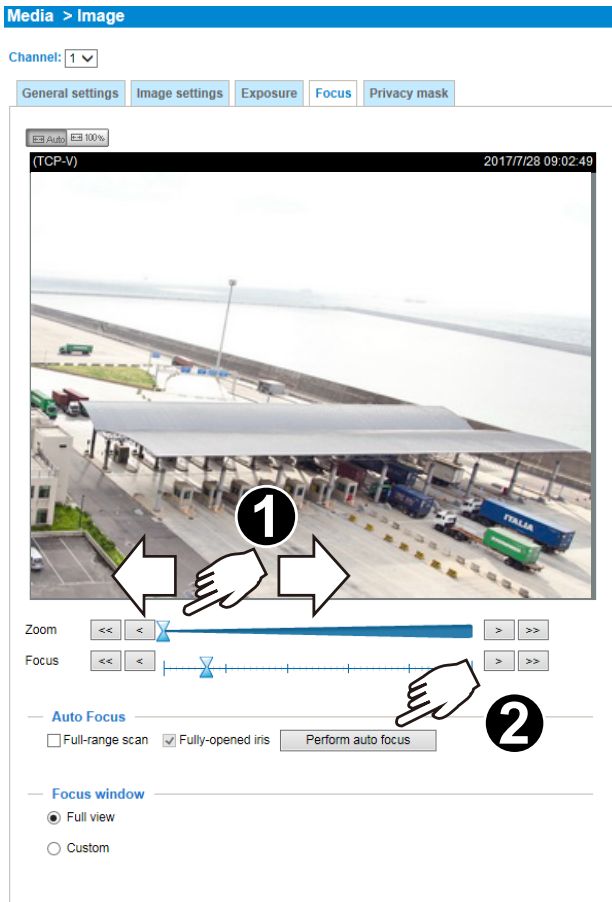 Media > Image
Channel: 1
General settings Image settings Exposure Focus Privacy mask
Auto 100%
(TCP-V) 2017/7/28 09:02:49
ITALIA
1
Zoom << < > >>
Focus << < > >>
2
Auto Focus
Full-range scan Fully-opened iris Perform auto focus
Focus window
Full view
Custom